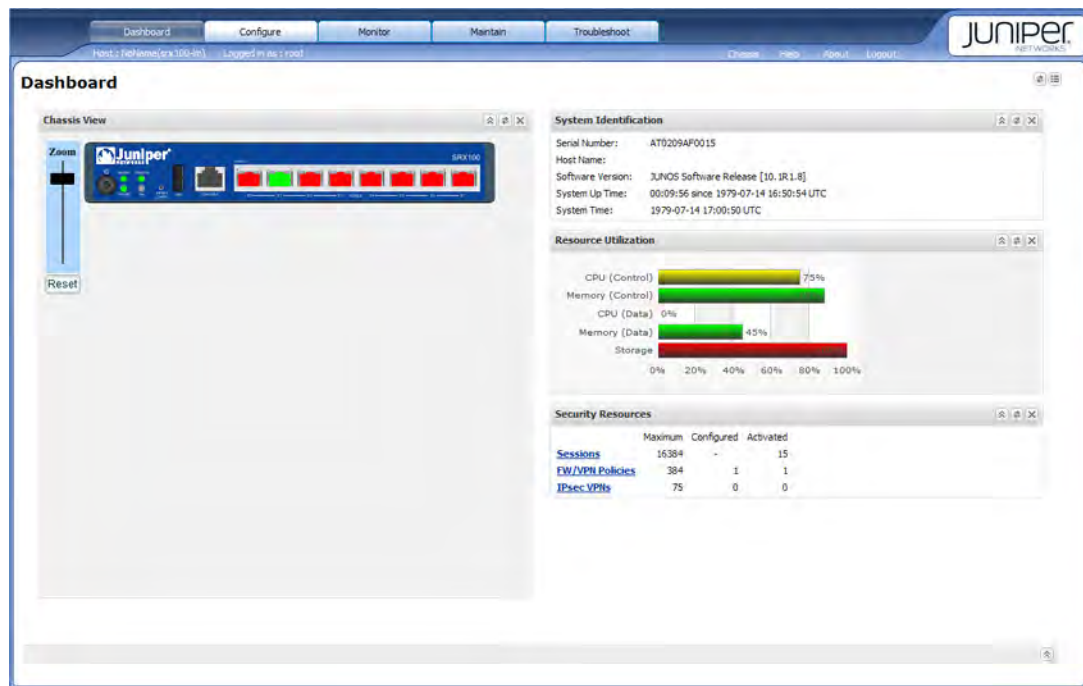 Dashboard Configure Monitor Maintain Troubleshoot
JUNIPER
NETWORKS
Host : NoName(srx100-lm) Logged in as : root
Chassis Help About Logout
Dashboard
Chassis View
Zoom
Reset
Juniper
NETWORKS
SRX100
System Identification
Serial Number: AT0209AF0015
Host Name:
Software Version: JUNOS Software Release [10.1R1.8]
System Up Time: 00:09:56 since 1979-07-14 16:50:54 UTC
System Time: 1979-07-14 17:00:50 UTC
Resource Utilization
CPU (Control) 75%
Memory (Control)
CPU (Data) 0%
Memory (Data) 45%
Storage
0% 20% 40% 60% 80% 100%
Security Resources
Maximum Configured Activated
Sessions 16384 - 15
FW/VPN Policies 384 1 1
IPsec VPNs 75 0 0